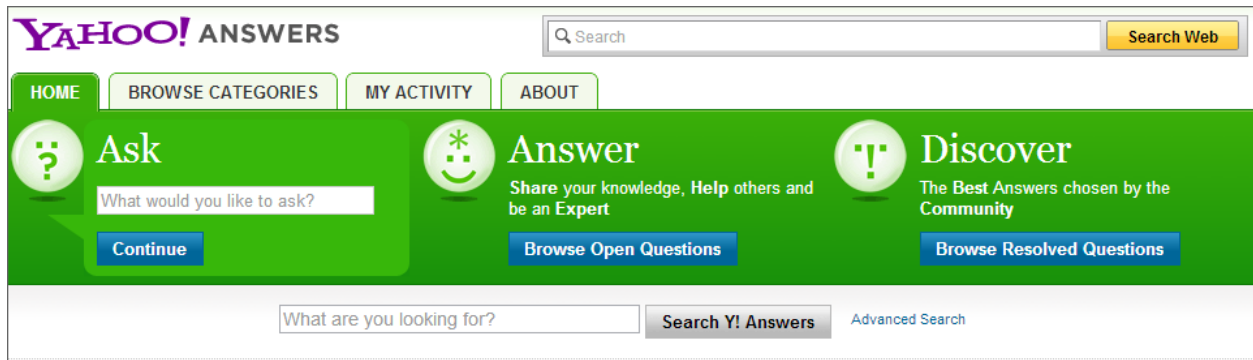 YAHOO! ANSWERS
Search
Search Web
HOME
BROWSE CATEGORIES
MY ACTIVITY
ABOUT
Ask
What would you like to ask?
Continue
Answer
Share your knowledge, Help others and
be an Expert
Browse Open Questions
Discover
The Best Answers chosen by the
Community
Browse Resolved Questions
What are you looking for?
Search Y! Answers
Advanced Search